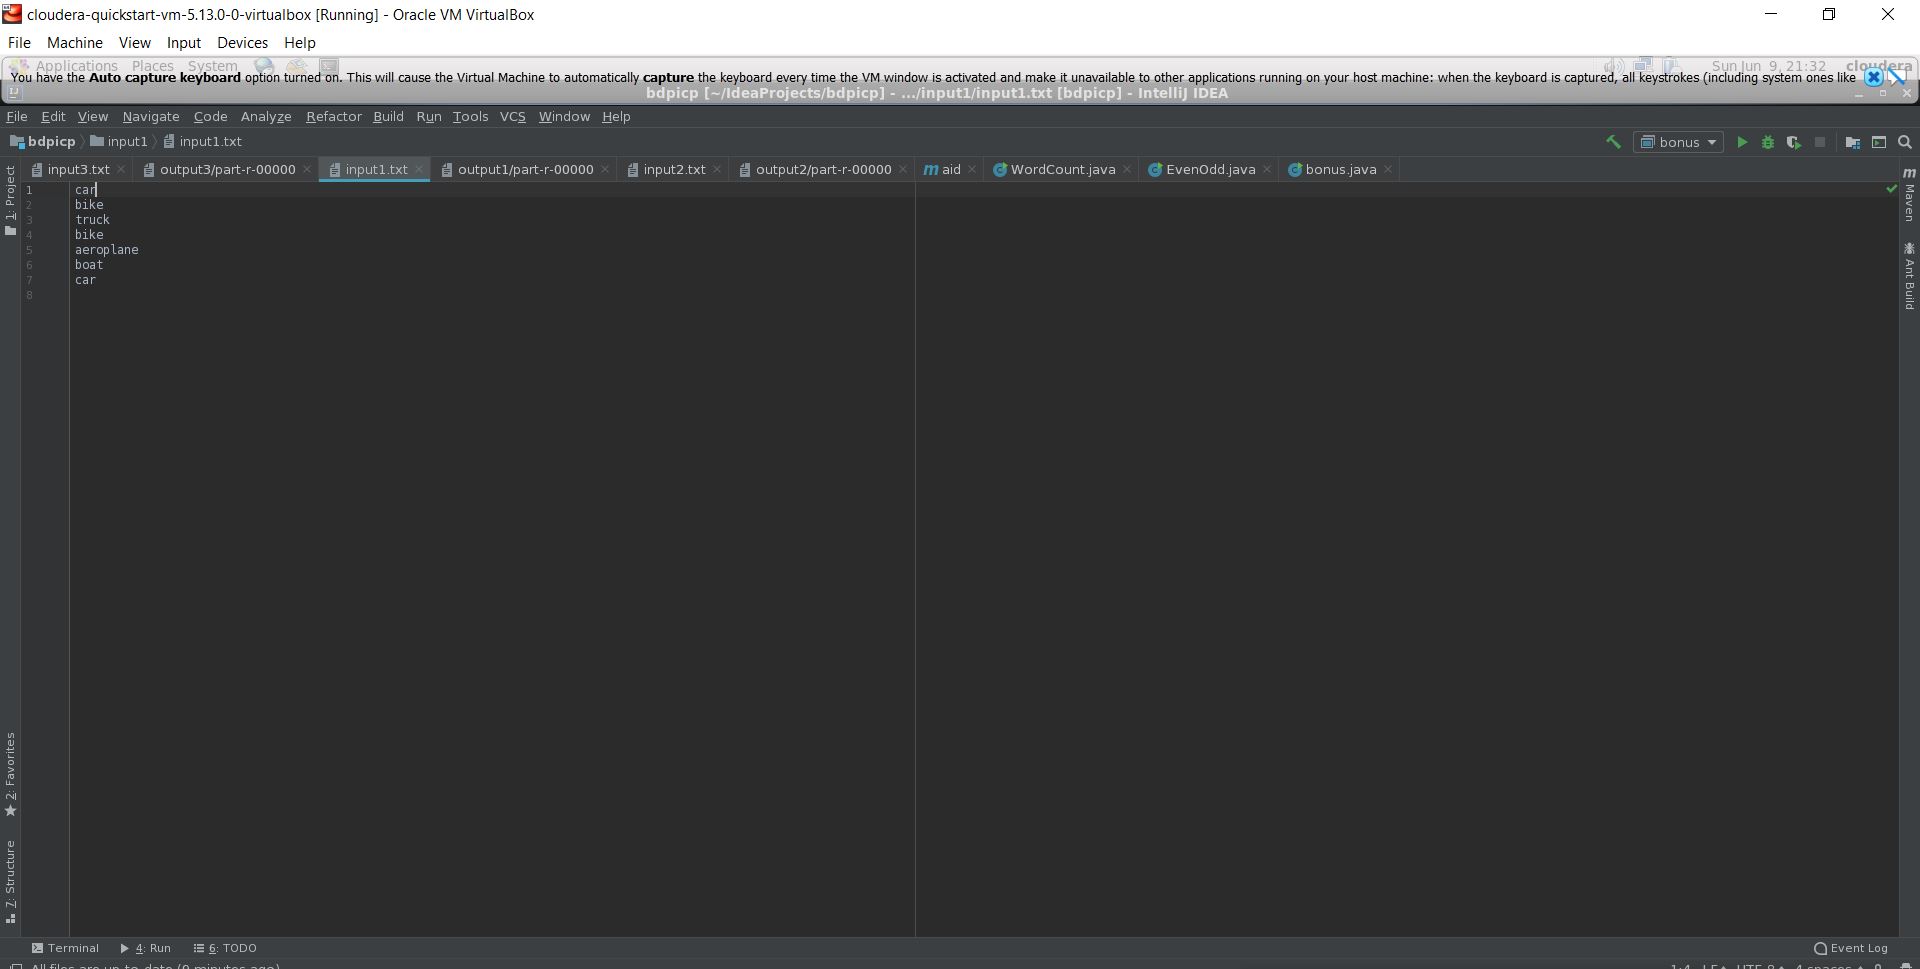 cloudera-quickstart-vm-5.13.0-0-virtualbox [Running] - Oracle VM VirtualBox
File Machine View Input Devices Help
Applications Places System Sun Jun 9, 21:32 cloudera
You have the Auto capture keyboard option turned on. This will cause the Virtual Machine to automatically capture the keyboard every time the VM window is activated and make it unavailable to other applications running on your host machine: when the keyboard is captured, all keystrokes (including system ones like
bdpicp [~/IdeaProjects/bdpicp] - .../input1/input1.txt [bdpicp] - IntelliJ IDEA
File Edit View Navigate Code Analyze Refactor Build Run Tools VCS Window Help
bdpicp input1 input1.txt bonus
input3.txt output3/part-r-00000 input1.txt output1/part-r-00000 input2.txt output2/part-r-00000 m aid WordCount.java EvenOdd.java bonus.java
1 car
2 bike
3 truck
4 bike
5 aeroplane
6 boat
7 car
8
1: Project
2: Favorites
7: Structure
m Maven
Ant Build
Terminal 4: Run 6: TODO Event Log
All files are up-to-date (9 minutes ago) 1:4 LF UTF-8 4 spaces